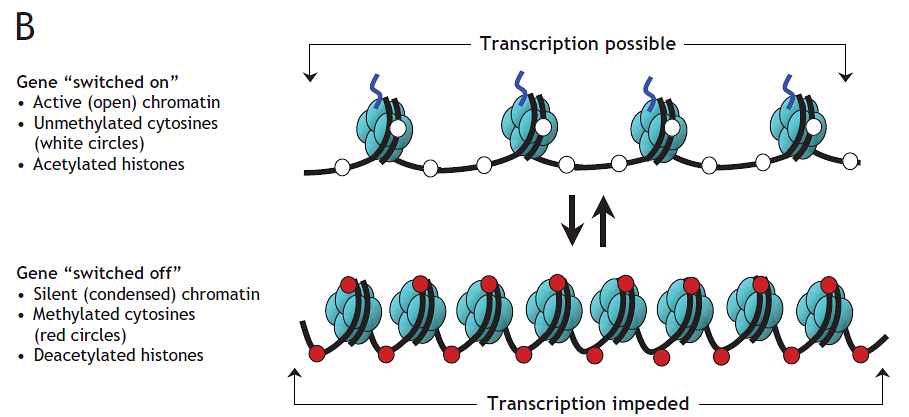 B
Transcription possible
Gene “switched on”
• Active (open) chromatin
• Unmethylated cytosines
(white circles)
• Acetylated histones
Gene “switched off”
• Silent (condensed) chromatin
• Methylated cytosines
(red circles)
• Deacetylated histones
Transcription impeded